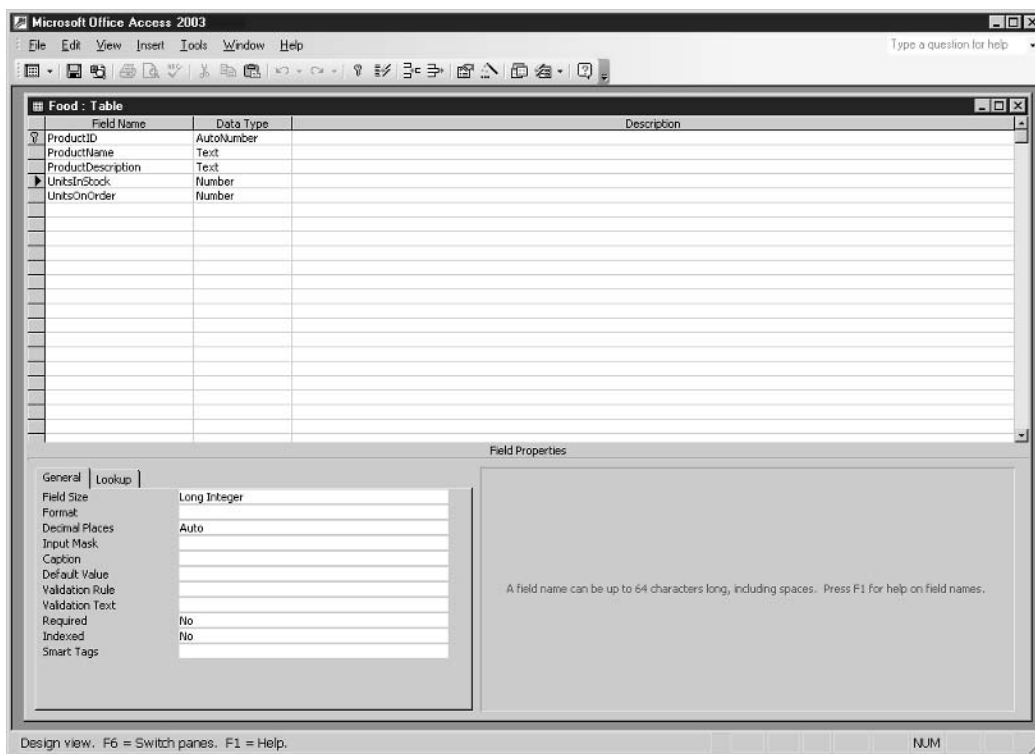 Microsoft Office Access 2003
File Edit View Insert Tools Window Help
Type a question for help
Food : Table
Field Name Data Type Description
ProductID AutoNumber
ProductName Text
ProductDescription Text
UnitsInStock Number
UnitsOnOrder Number
Field Properties
General Lookup
Field Size Long Integer
Format
Decimal Places Auto
Input Mask
Caption
Default Value
Validation Rule
Validation Text
Required No
Indexed No
Smart Tags
A field name can be up to 64 characters long, including spaces. Press F1 for help on field names.
Design view. F6 = Switch panes. F1 = Help. NUM